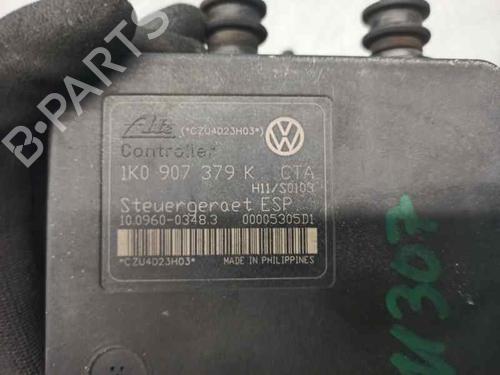 Ate (*CZU4D23H03*)
Controller
1K0 907 379 K CTA
H11/S0103
Steuergeraet ESP
10.0960-0348.3 00005305D1
*CZU4D23H03* MADE IN PHILIPPINES
B-PARTS